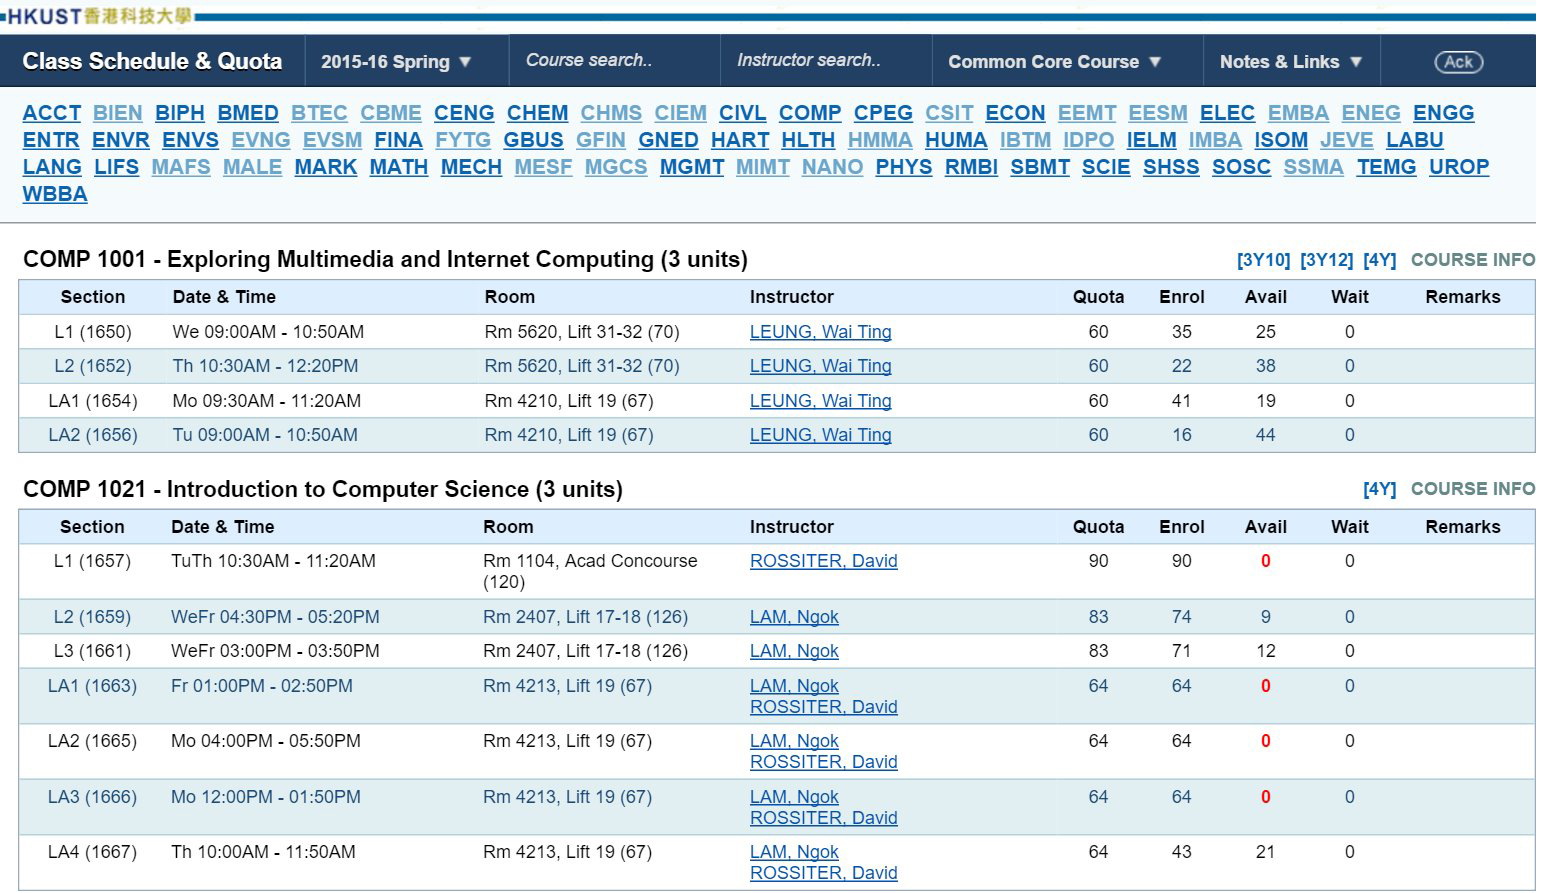 HKUST香港科技大學
Class Schedule & Quota 2015-16 Spring ▼ Course search.. Instructor search.. Common Core Course ▼ Notes & Links ▼ Ack
ACCT BIEN BIPH BMED BTEC CBME CENG CHEM CHMS CIEM CIVL COMP CPEG CSIT ECON EEMT EESM ELEC EMBA ENEG ENGG
ENTR ENVR ENVS EVNG EVSM FINA FYTG GBUS GFIN GNED HART HLTH HMMA HUMA IBTM IDPO IELM IMBA ISOM JEVE LABU
LANG LIFS MAFS MALE MARK MATH MECH MESF MGCS MGMT MIMT NANO PHYS RMBI SBMT SCIE SHSS SOSC SSMA TEMG UROP
WBBA
COMP 1001 - Exploring Multimedia and Internet Computing (3 units) [3Y10] [3Y12] [4Y] COURSE INFO
Section Date & Time Room Instructor Quota Enrol Avail Wait Remarks
L1 (1650) We 09:00AM - 10:50AM Rm 5620, Lift 31-32 (70) LEUNG, Wai Ting 60 35 25 0
L2 (1652) Th 10:30AM - 12:20PM Rm 5620, Lift 31-32 (70) LEUNG, Wai Ting 60 22 38 0
LA1 (1654) Mo 09:30AM - 11:20AM Rm 4210, Lift 19 (67) LEUNG, Wai Ting 60 41 19 0
LA2 (1656) Tu 09:00AM - 10:50AM Rm 4210, Lift 19 (67) LEUNG, Wai Ting 60 16 44 0
COMP 1021 - Introduction to Computer Science (3 units) [4Y] COURSE INFO
Section Date & Time Room Instructor Quota Enrol Avail Wait Remarks
L1 (1657) TuTh 10:30AM - 11:20AM Rm 1104, Acad Concourse ROSSITER, David 90 90 0 0
(120)
L2 (1659) WeFr 04:30PM - 05:20PM Rm 2407, Lift 17-18 (126) LAM, Ngok 83 74 9 0
L3 (1661) WeFr 03:00PM - 03:50PM Rm 2407, Lift 17-18 (126) LAM, Ngok 83 71 12 0
LA1 (1663) Fr 01:00PM - 02:50PM Rm 4213, Lift 19 (67) LAM, Ngok 64 64 0 0
ROSSITER, David
LA2 (1665) Mo 04:00PM - 05:50PM Rm 4213, Lift 19 (67) LAM, Ngok 64 64 0 0
ROSSITER, David
LA3 (1666) Mo 12:00PM - 01:50PM Rm 4213, Lift 19 (67) LAM, Ngok 64 64 0 0
ROSSITER, David
LA4 (1667) Th 10:00AM - 11:50AM Rm 4213, Lift 19 (67) LAM, Ngok 64 43 21 0
ROSSITER, David